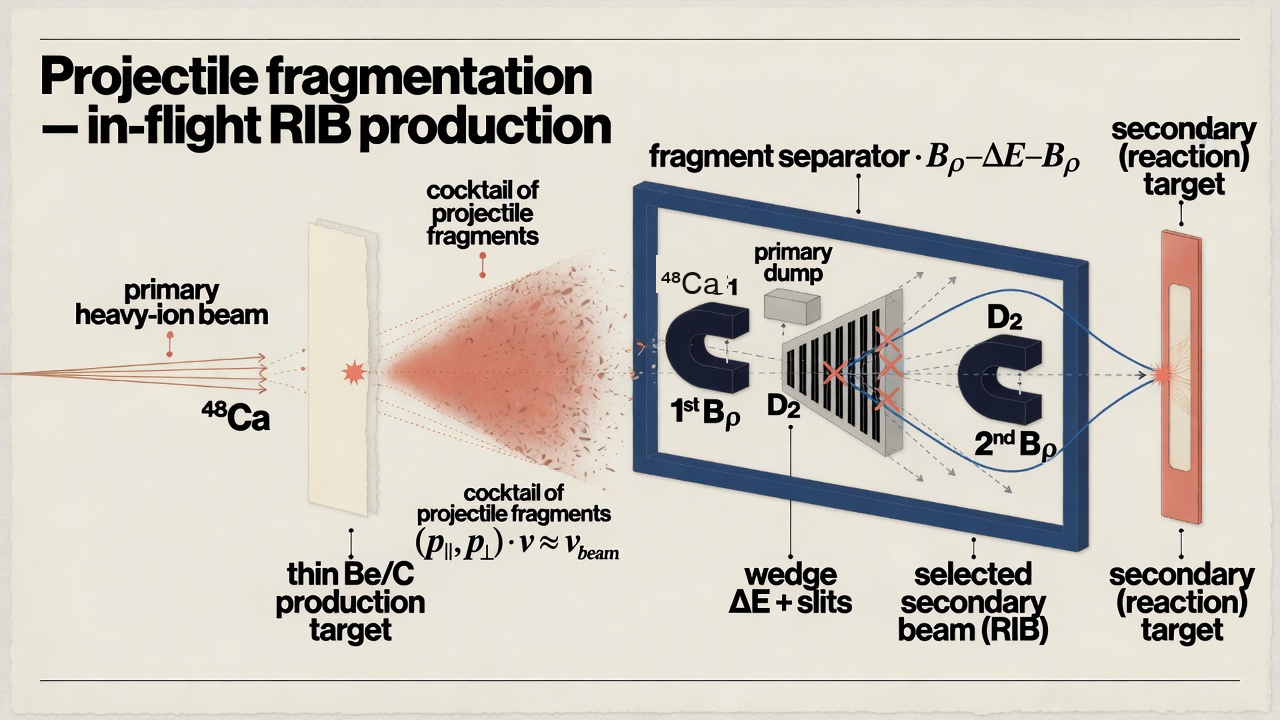 Projectile fragmentation
– in-flight RIB production
secondary
(reaction)
target
fragment separator · Bρ–ΔE–Bρ
cocktail of
projectile
fragments
primary
dump
⁴⁸Ca 1
primary
heavy-ion beam
D2
⁴⁸Ca
1st Bρ
D2
2nd Bρ
cocktail of
projectile fragments
(p∥, p⊥) · v ≈ vbeam
thin Be/C
production
target
wedge
ΔE + slits
selected
secondary
beam (RIB)
secondary
(reaction)
target